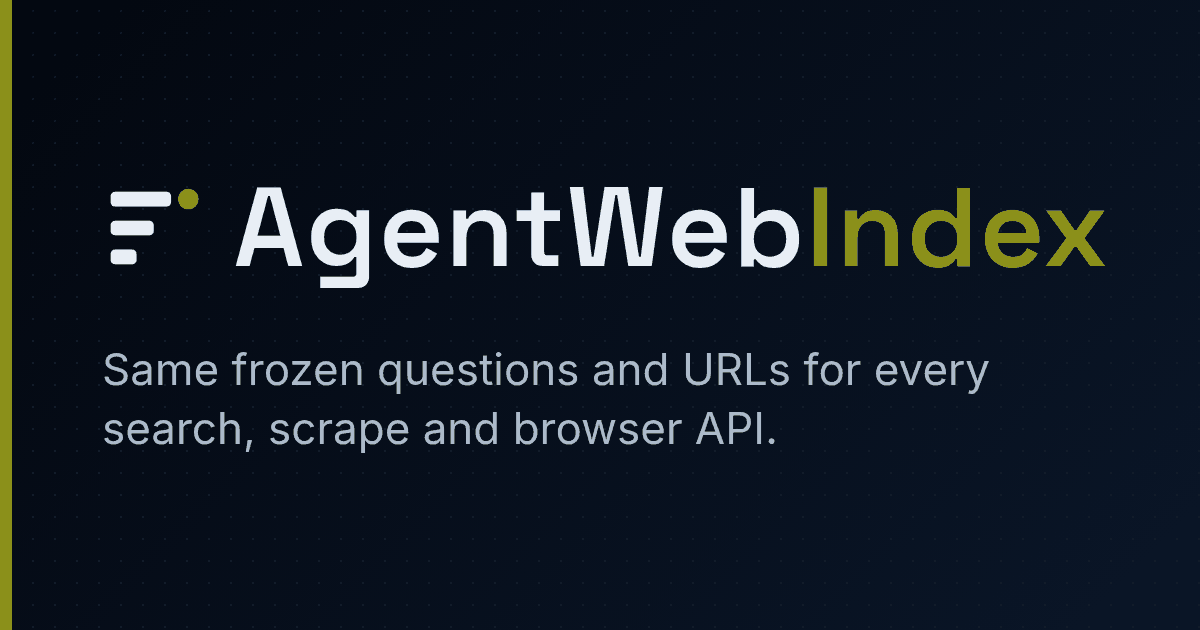 AgentWebIndex
Same frozen questions and URLs for every
search, scrape and browser API.